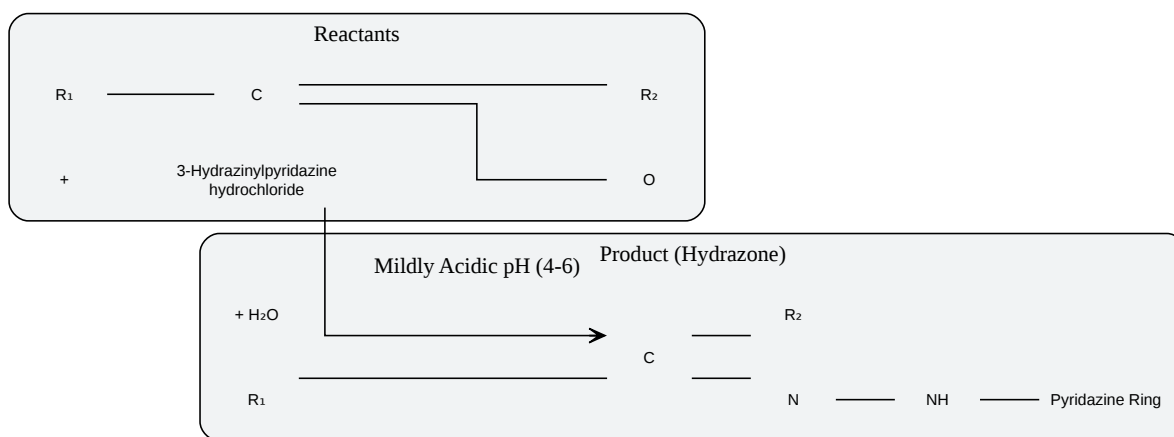 Reactants
R₁
C
R₂
+
3-Hydrazinylpyridazine
hydrochloride
O
Product (Hydrazone)
Mildly Acidic pH (4-6)
+ H₂O
R₂
C
R₁
N
NH
Pyridazine Ring